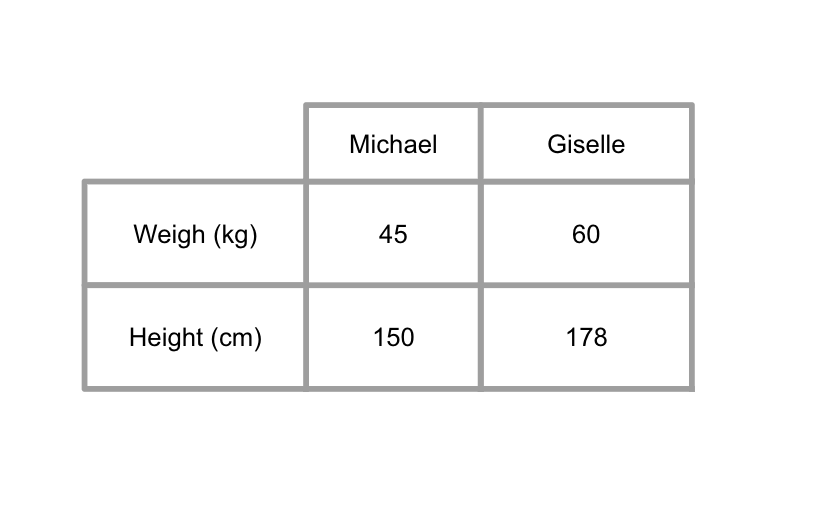 Michael Giselle
Weigh (kg) 45 60
Height (cm) 150 178